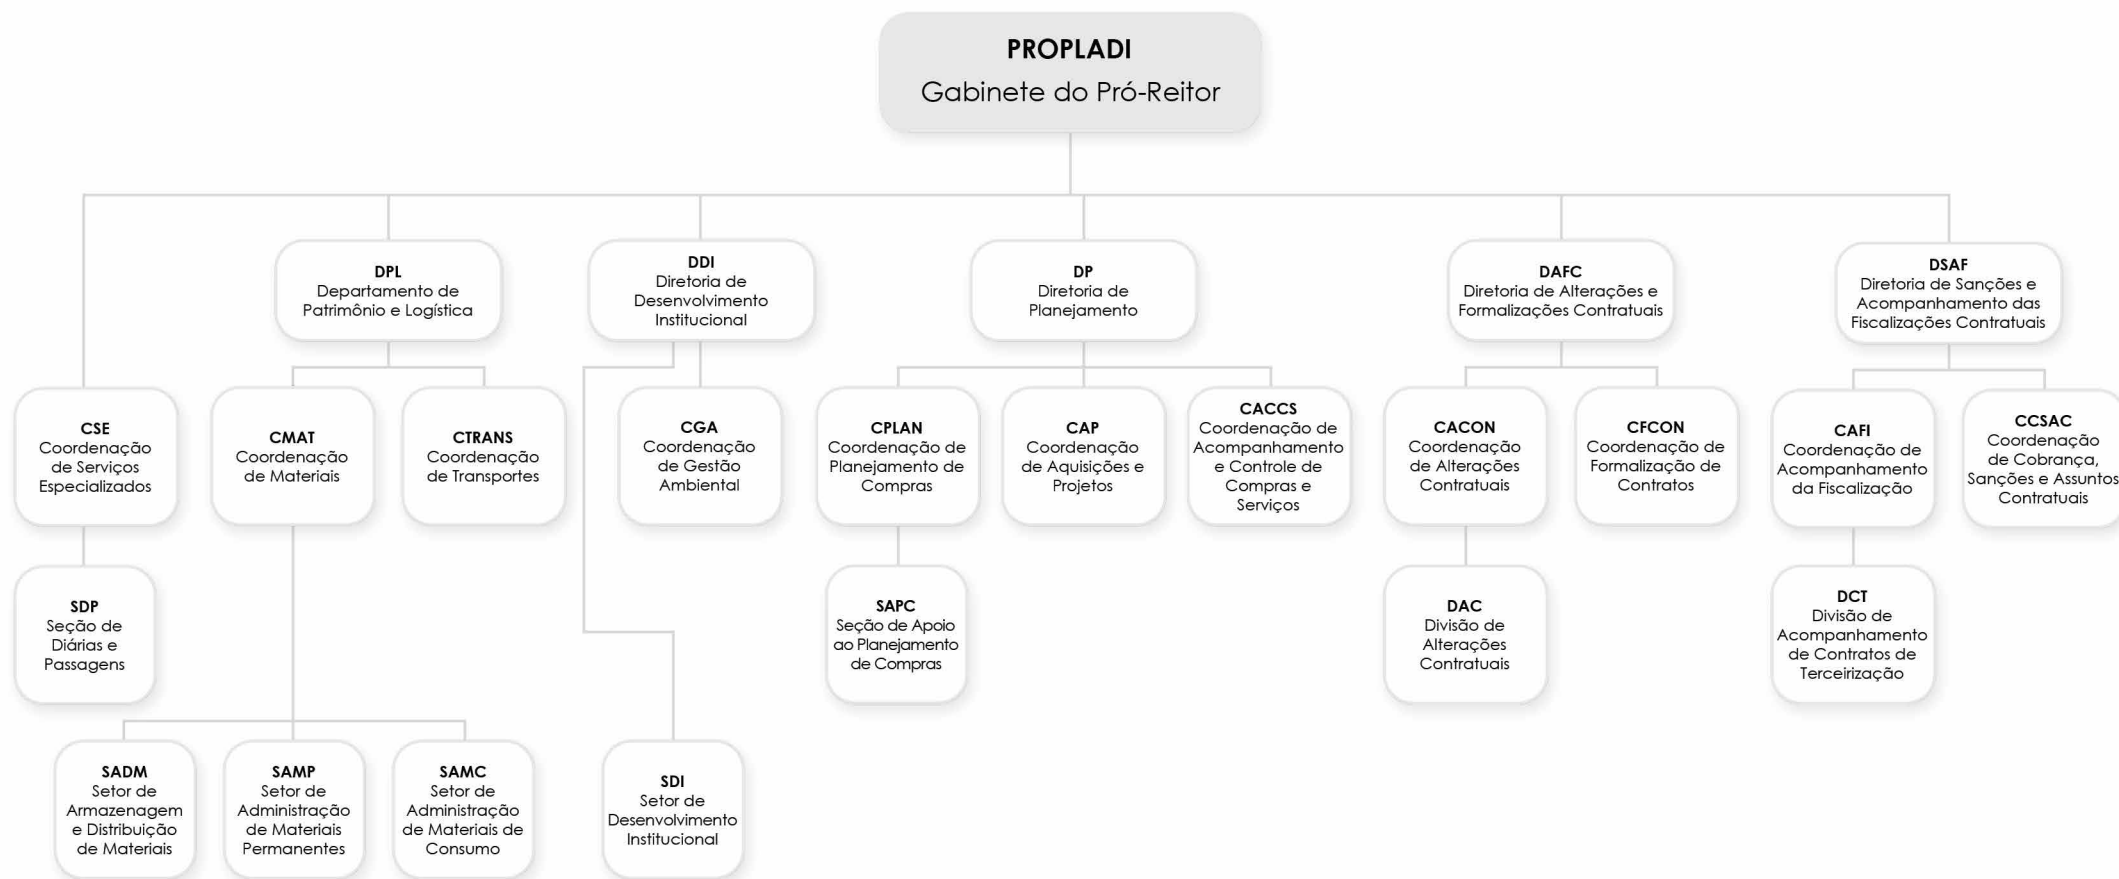 PROPLADI
Gabinete do Pró-Reitor
DPL
Departamento de
Patrimônio e Logística
DDI
Diretoria de
Desenvolvimento
Institucional
DP
Diretoria de
Planejamento
DAFC
Diretoria de Alterações e
Formalizações Contratuais
DSAF
Diretoria de Sanções e
Acompanhamento das
Fiscalizações Contratuais
CSE
Coordenação
de Serviços
Especializados
CMAT
Coordenação
de Materiais
CTRANS
Coordenação
de Transportes
CGA
Coordenação
de Gestão
Ambiental
CPLAN
Coordenação de
Planejamento de
Compras
CAP
Coordenação
de Aquisições e
Projetos
CACCS
Coordenação de
Acompanhamento
e Controle de
Compras e
Serviços
CACON
Coordenação
de Alterações
Contratuais
CFCON
Coordenação de
Formalização de
Contratos
CAFI
Coordenação de
Acompanhamento
da Fiscalização
CCSAC
Coordenação
de Cobrança,
Sanções e Assuntos
Contratuais
SDP
Seção de
Diárias e
Passagens
SAPC
Seção de Apoio
ao Planejamento
de Compras
DAC
Divisão de
Alterações
Contratuais
DCT
Divisão de
Acompanhamento
de Contratos de
Terceirização
SADM
Setor de
Armazenagem
e Distribuição
de Materiais
SAMP
Setor de
Administração
de Materiais
Permanentes
SAMC
Setor de
Administração
de Materiais de
Consumo
SDI
Setor de
Desenvolvimento
Institucional